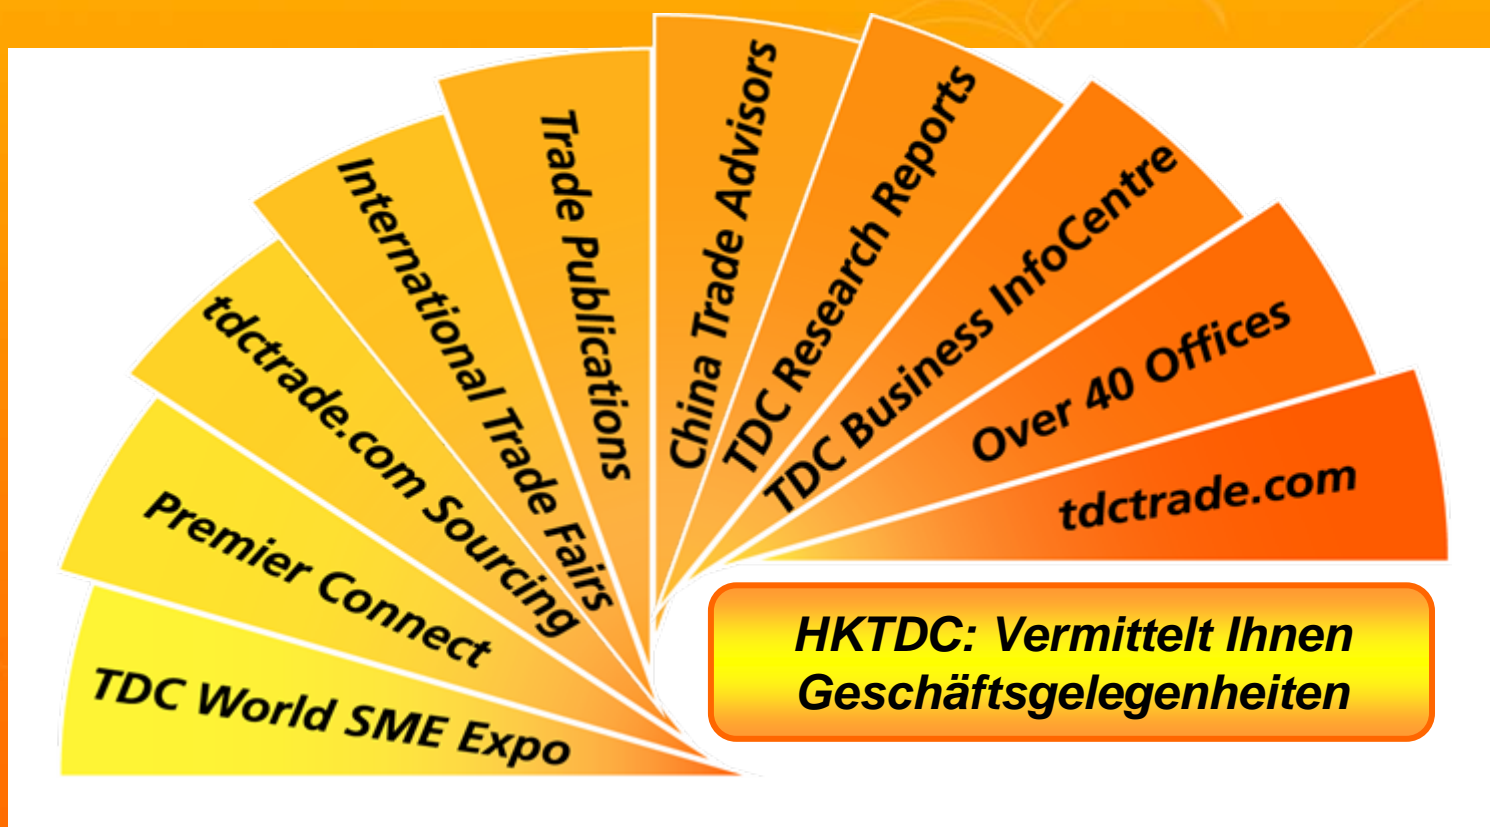 TDC World SME Expo
Premier Connect
tdctrade.com Sourcing
International Trade Fairs
Trade Publications
China Trade Advisors
TDC Research Reports
TDC Business InfoCentre
Over 40 Offices
tdctrade.com
HKTDC: Vermittelt Ihnen
Geschäftsgelegenheiten